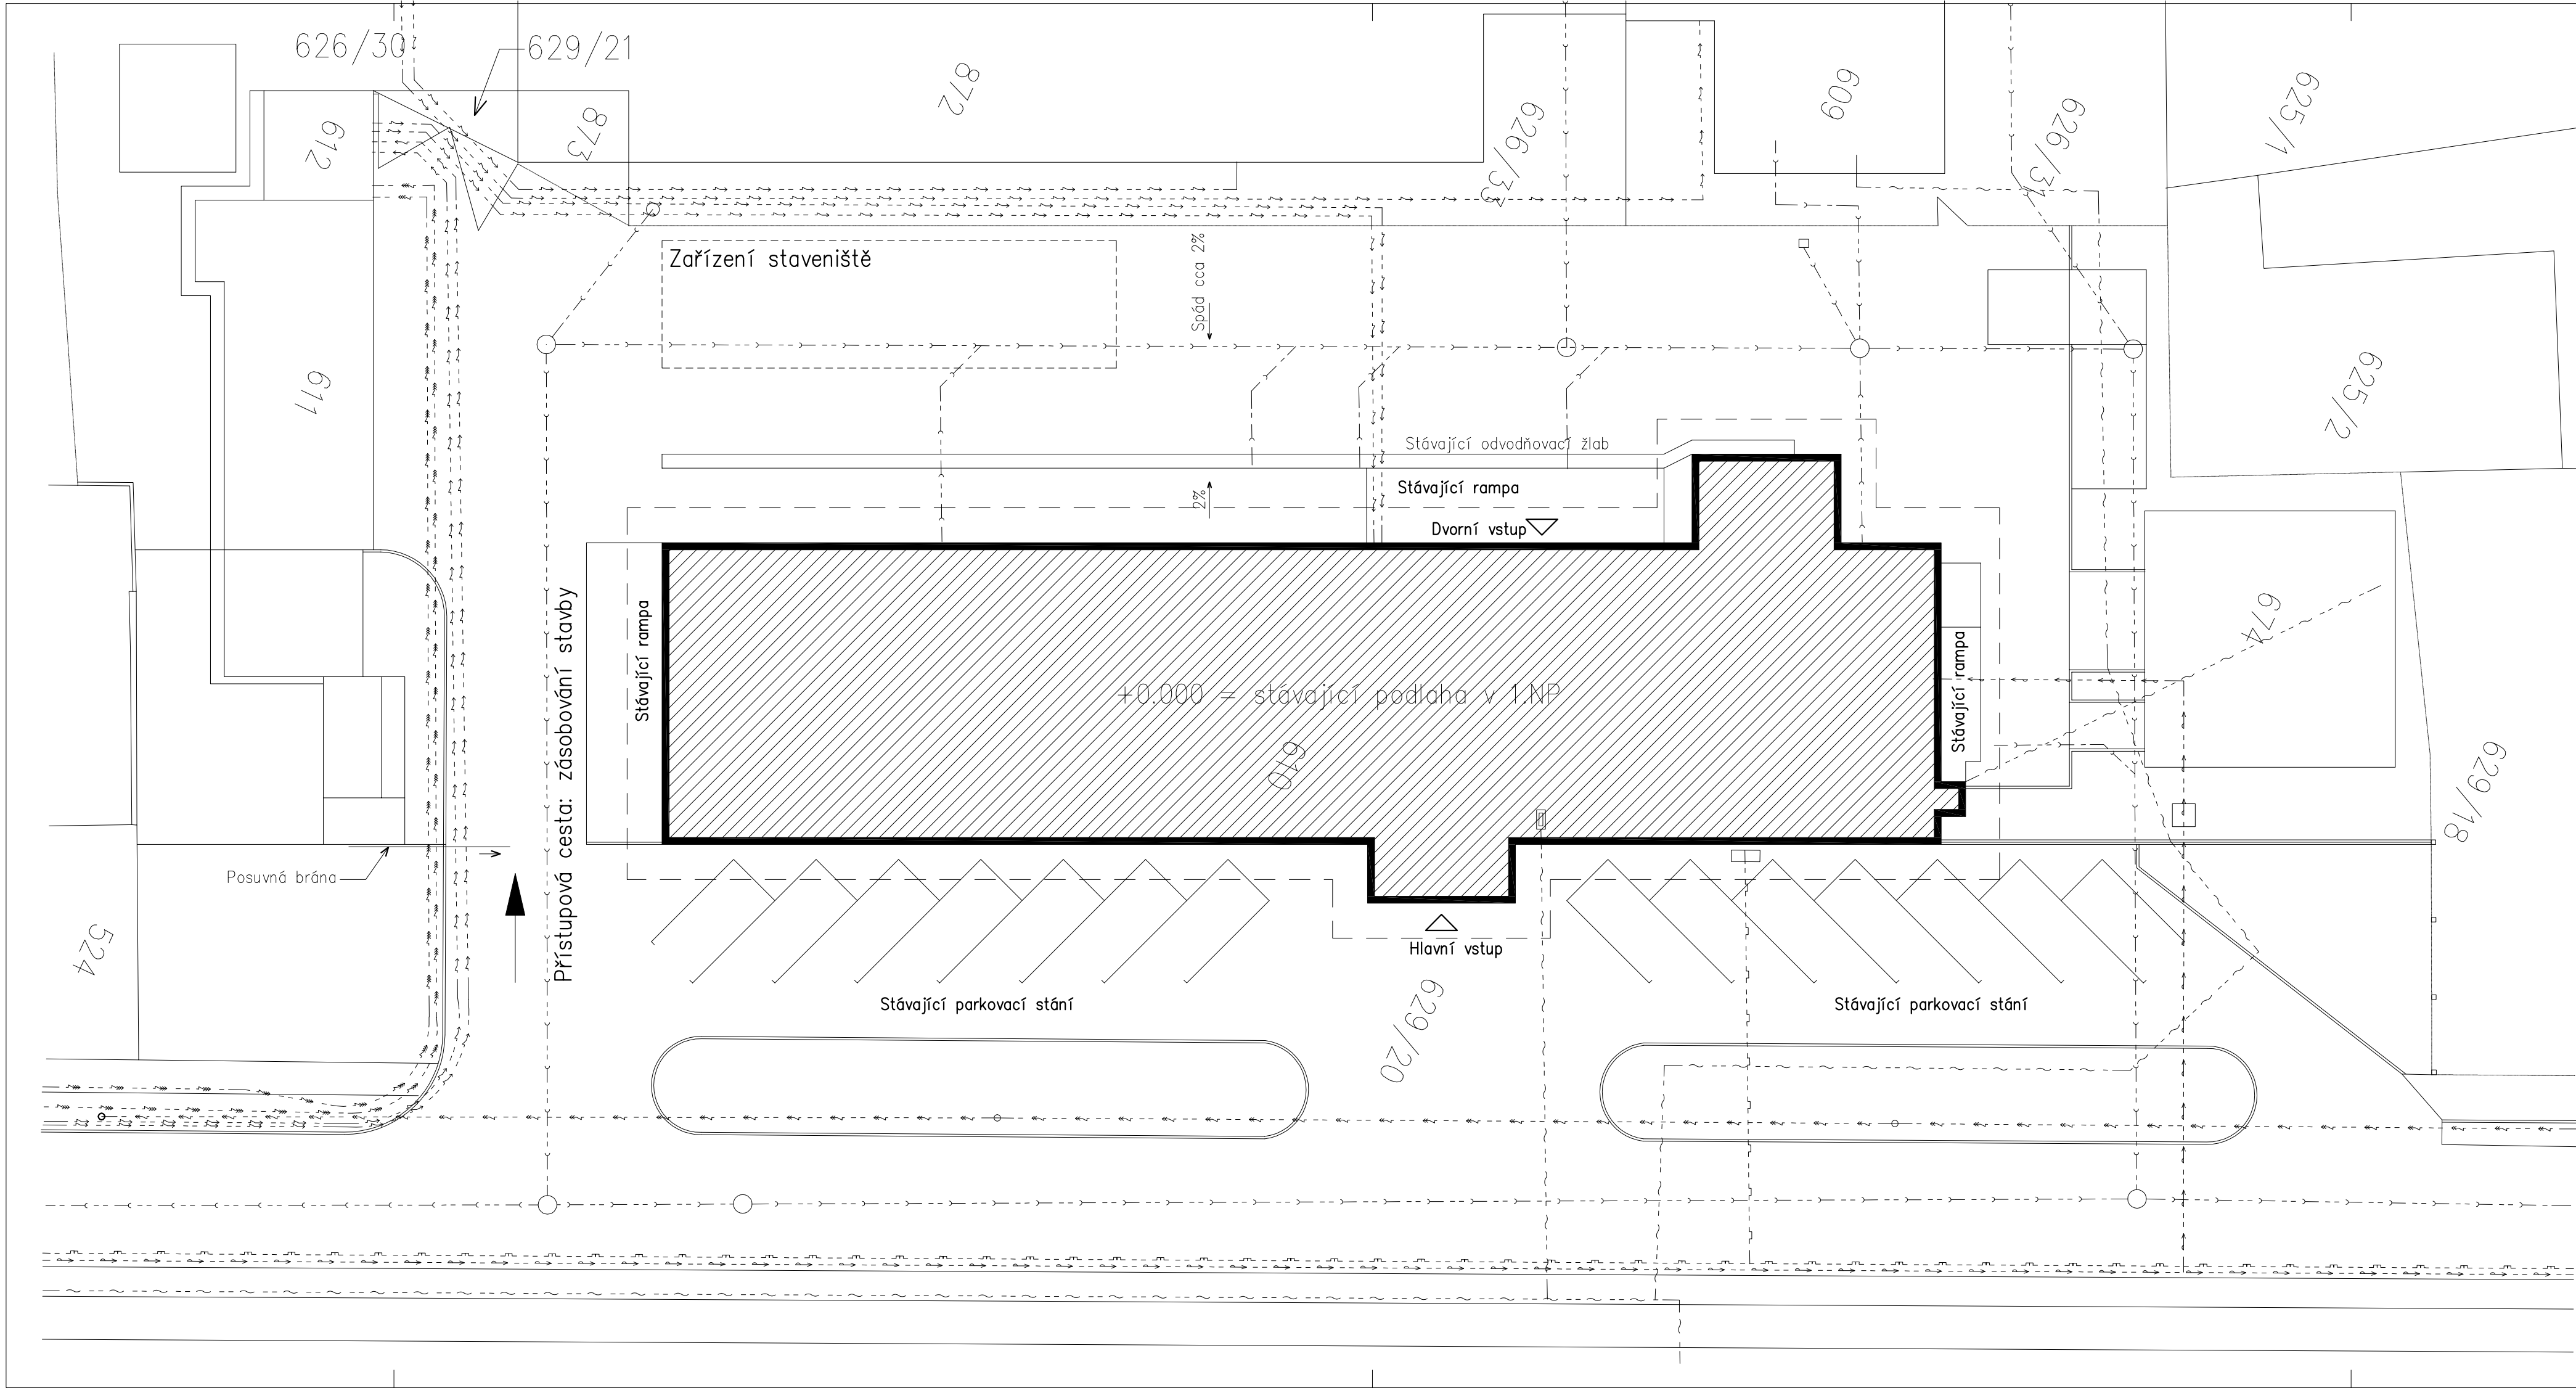 626/30
629/21
872
873
612
626/33
609
626/31
625/1
Zařízení staveniště
Spád cca 2%
611
625/2
Stávající odvodňovací žlab
Stávající rampa
2%
Dvorní vstup
Stávající rampa
Přístupová cesta: zásobování stavby
+0.000 = stávající podlaha v 1.NP
610
Stávající rampa
674
629/18
Posuvná brána
524
Hlavní vstup
Stávající parkovací stání
629/20
Stávající parkovací stání